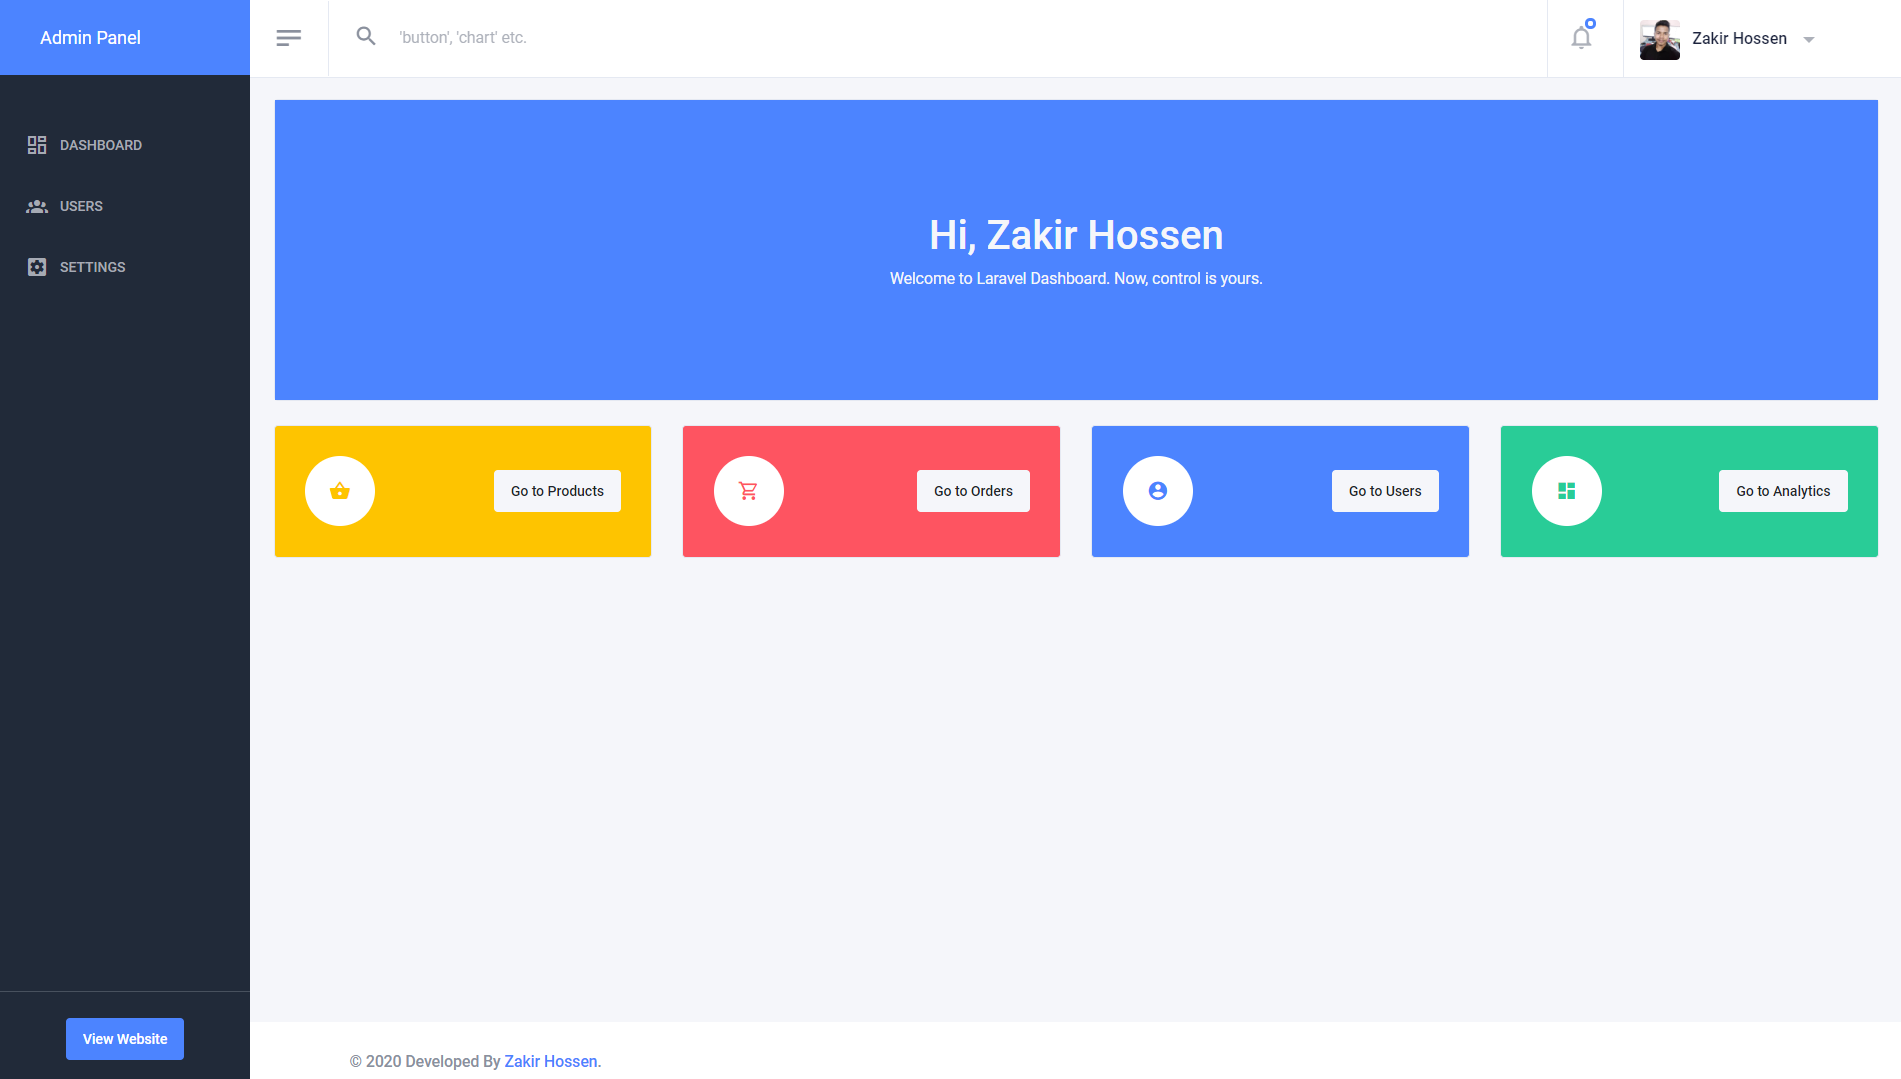 Admin Panel
'button', 'chart' etc.
Zakir Hossen
DASHBOARD
USERS
SETTINGS
Hi, Zakir Hossen
Welcome to Laravel Dashboard. Now, control is yours.
Go to Products
Go to Orders
Go to Users
Go to Analytics
View Website
© 2020 Developed By Zakir Hossen.